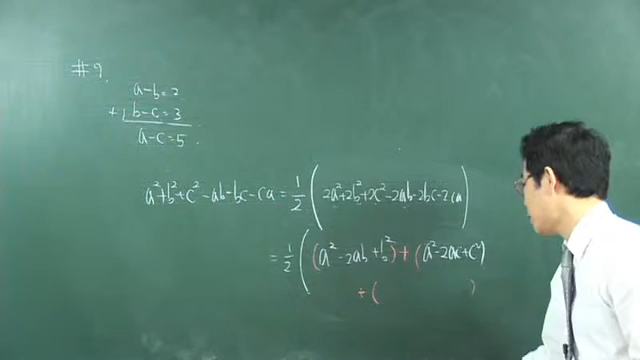 #9.
a-b=2
+) b-c=3
a-c=5.
a²+b²+c²-ab-bc-ca = 1/2 (2a²+2b²+2c²-2ab-2bc-2ca)
= 1/2 ((a²-2ab+b²)+(a²-2ac+c²)
+( )